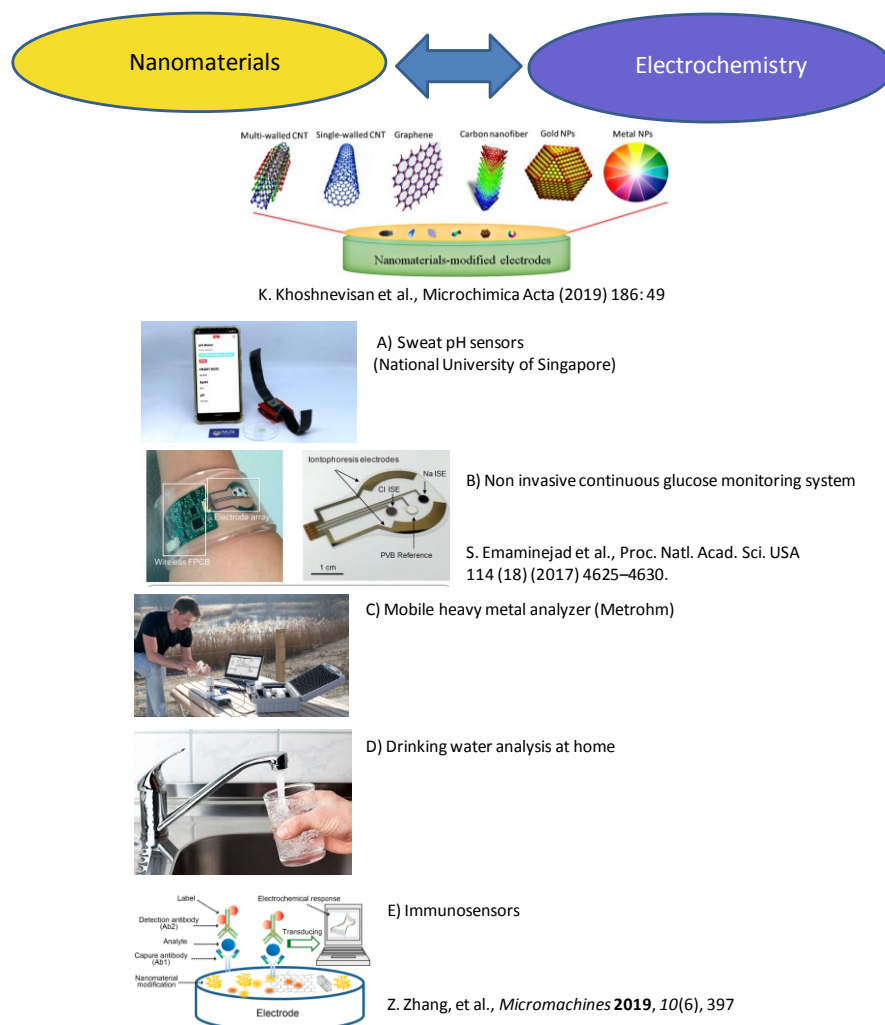 Nanomaterials
Electrochemistry
Multi-walled CNT
Single-walled CNT
Graphene
Carbon nanofiber
Gold NPs
Metal NPs
Nanomaterials-modified electrodes
K. Khoshnevisan et al., Microchimica Acta (2019) 186: 49
A) Sweat pH sensors
(National University of Singapore)
HEART RATE
SpO2
pH
Electrode array
Wireless FPCB
Iontophoresis electrodes
Na ISE
Cl ISE
PVB Reference
1 cm
B) Non invasive continuous glucose monitoring system
S. Emaminejad et al., Proc. Natl. Acad. Sci. USA
114 (18) (2017) 4625–4630.
C) Mobile heavy metal analyzer (Metrohm)
D) Drinking water analysis at home
Label
Electrochemical response
Detection antibody
(Ab2)
Transducing
Analyte
Capure antibody
(Ab1)
Nanomaterial
modification
Electrode
E) Immunosensors
Z. Zhang, et al., Micromachines 2019, 10(6), 397